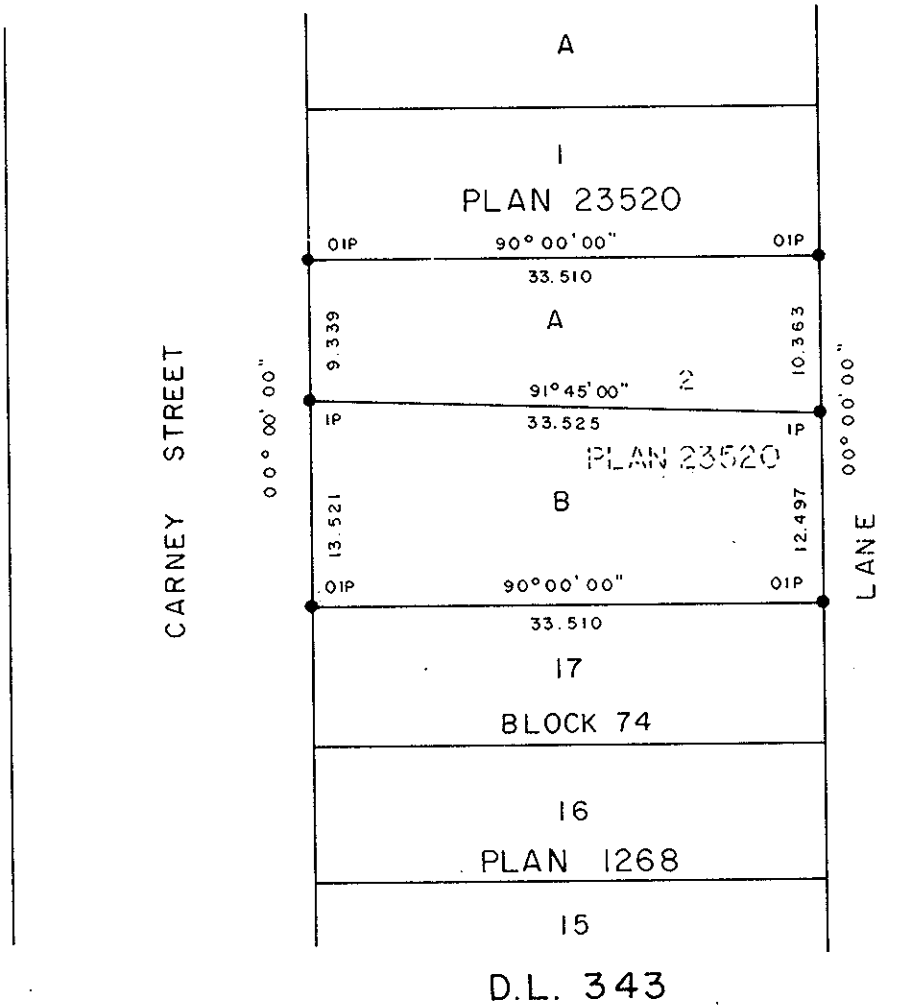 A
1
PLAN 23520
OIP 90° 00' 00" OIP
33.510
9.339
A
10.363
2
91° 45' 00"
IP 33.525 IP
PLAN 23520
00° 00' 00"
00° 00' 00"
CARNEY STREET
13.521
B
12.497
LANE
OIP 90° 00' 00" OIP
33.510
17
BLOCK 74
16
PLAN 1268
15
D.L. 343